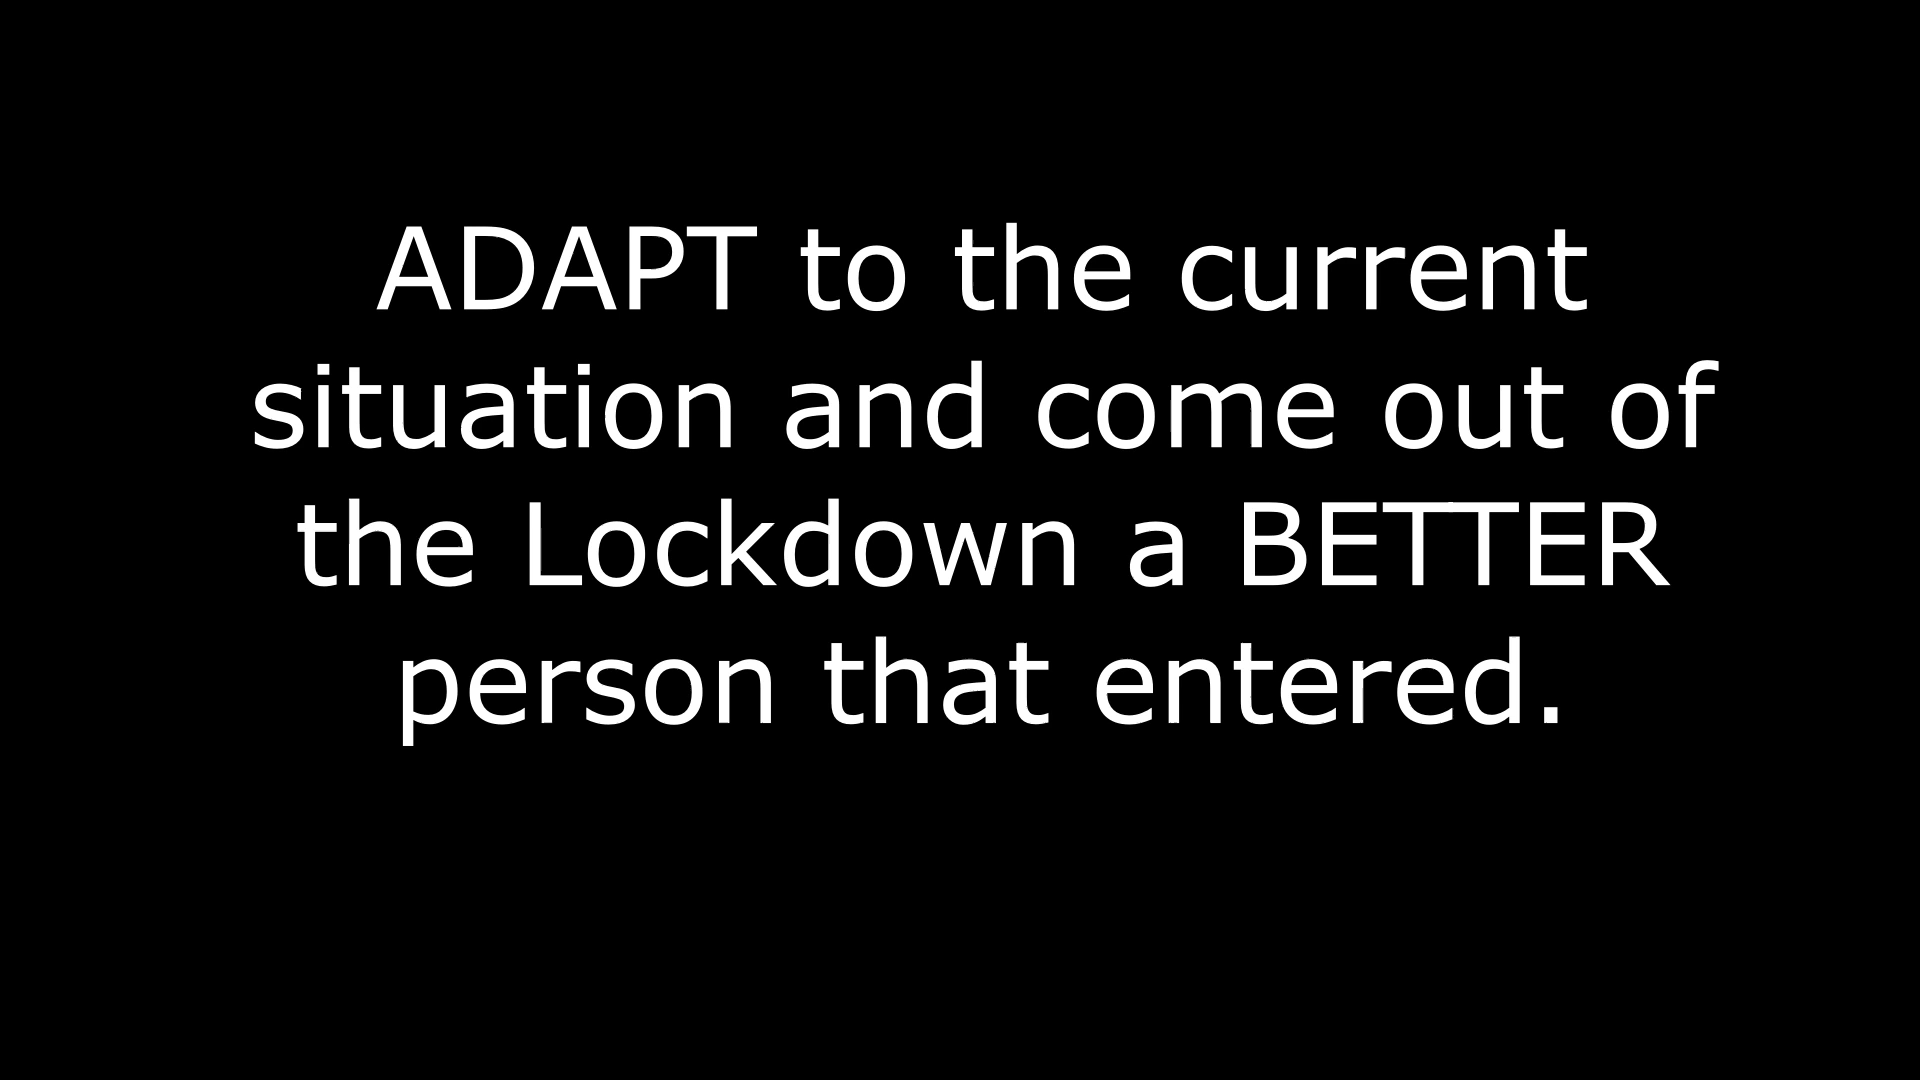 ADAPT to the current
situation and come out of
the Lockdown a BETTER
person that entered.